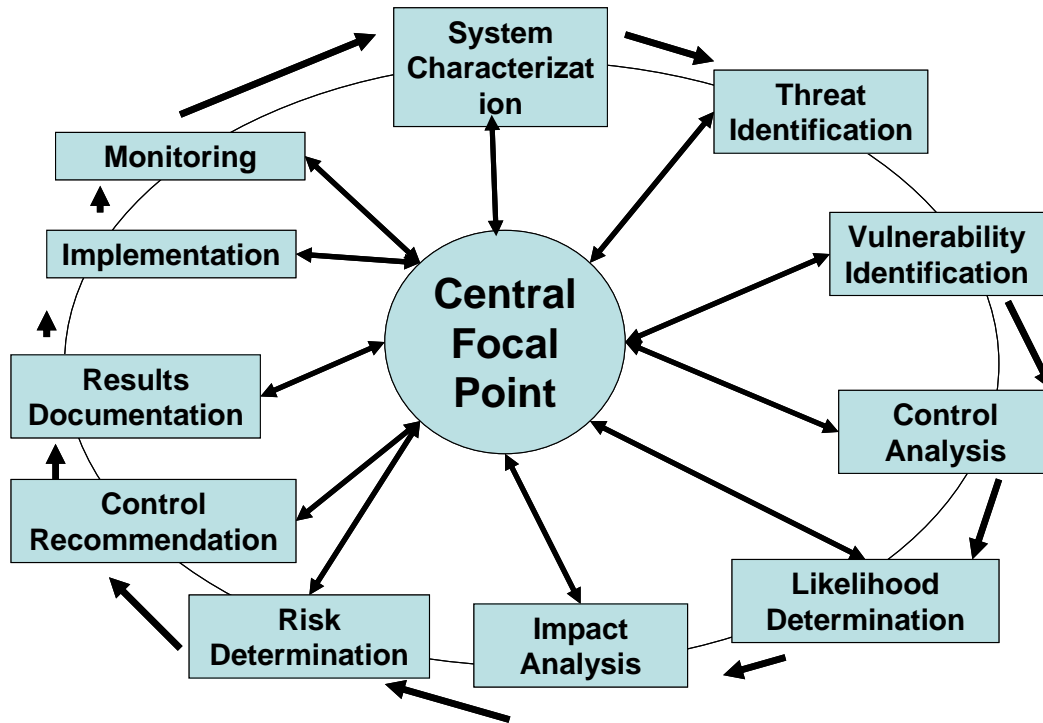 System
Characterizat
ion
Threat
Identification
Vulnerability
Identification
Control
Analysis
Likelihood
Determination
Impact
Analysis
Risk
Determination
Control
Recommendation
Results
Documentation
Implementation
Monitoring
Central
Focal
Point